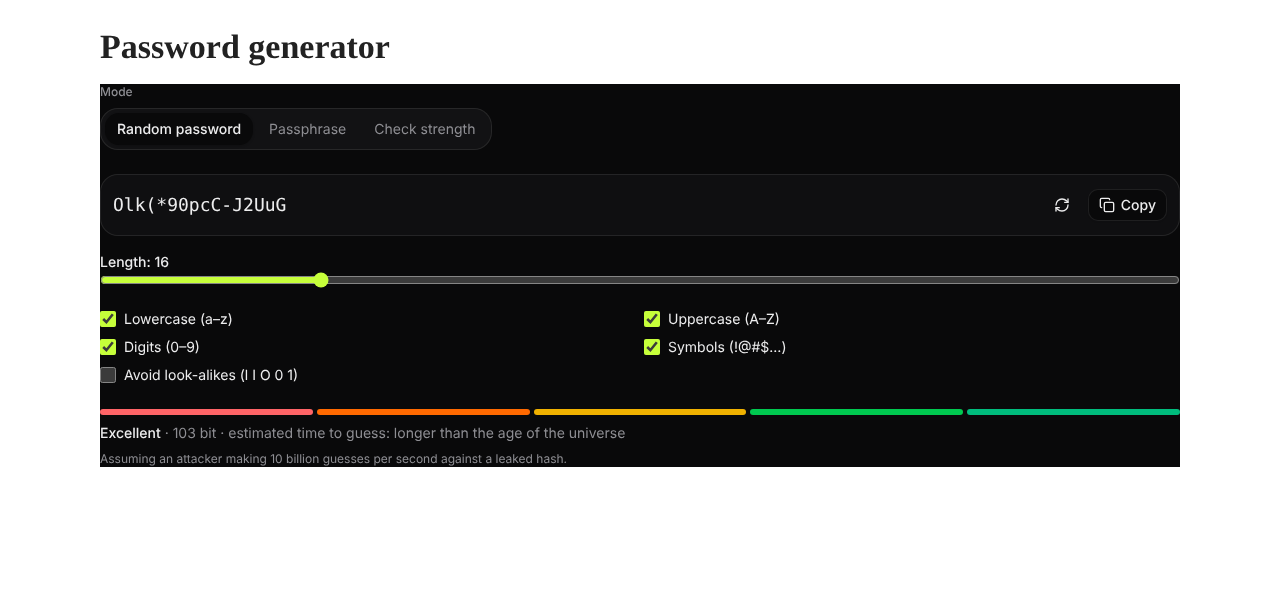 Password generator
Mode
Random password Passphrase Check strength
Olk(*90pcC-J2UuG Copy
Length: 16
Lowercase (a–z) Uppercase (A–Z)
Digits (0–9) Symbols (!@#$…)
Avoid look-alikes (l I O 0 1)
Excellent · 103 bit · estimated time to guess: longer than the age of the universe
Assuming an attacker making 10 billion guesses per second against a leaked hash.